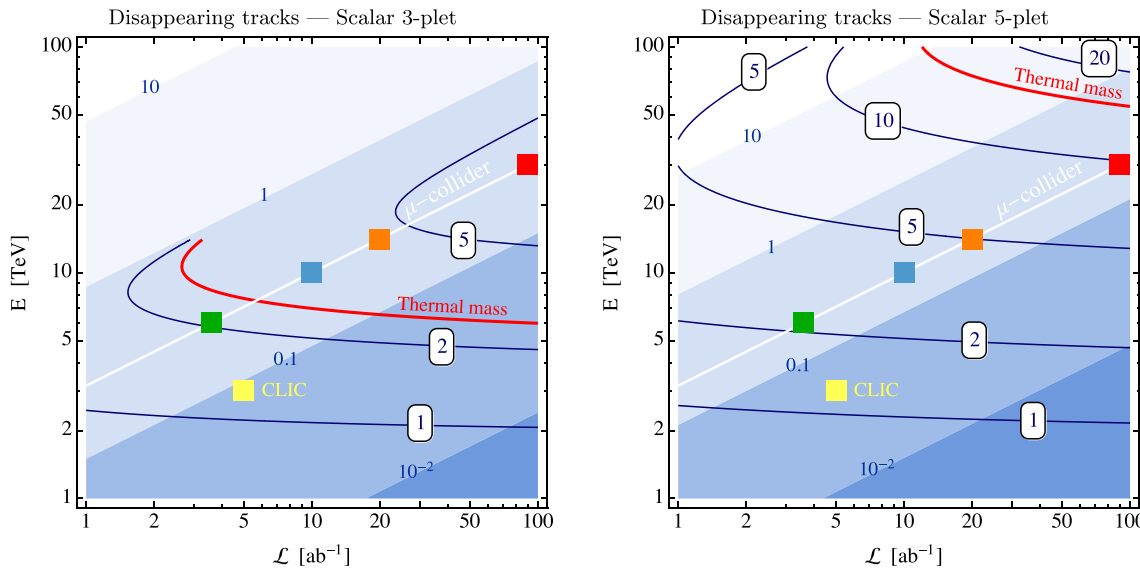 Disappearing tracks — Scalar 3-plet
100
50
20
10
5
2
1
E [TeV]
10
1
μ−collider
5
Thermal mass
2
0.1
CLIC
1
10⁻²
1 2 5 10 20 50 100
ℒ [ab⁻¹]
Disappearing tracks — Scalar 5-plet
100
50
20
10
5
2
1
E [TeV]
5
20
Thermal mass
10
10
μ−collider
5
1
2
0.1
CLIC
1
10⁻²
1 2 5 10 20 50 100
ℒ [ab⁻¹]